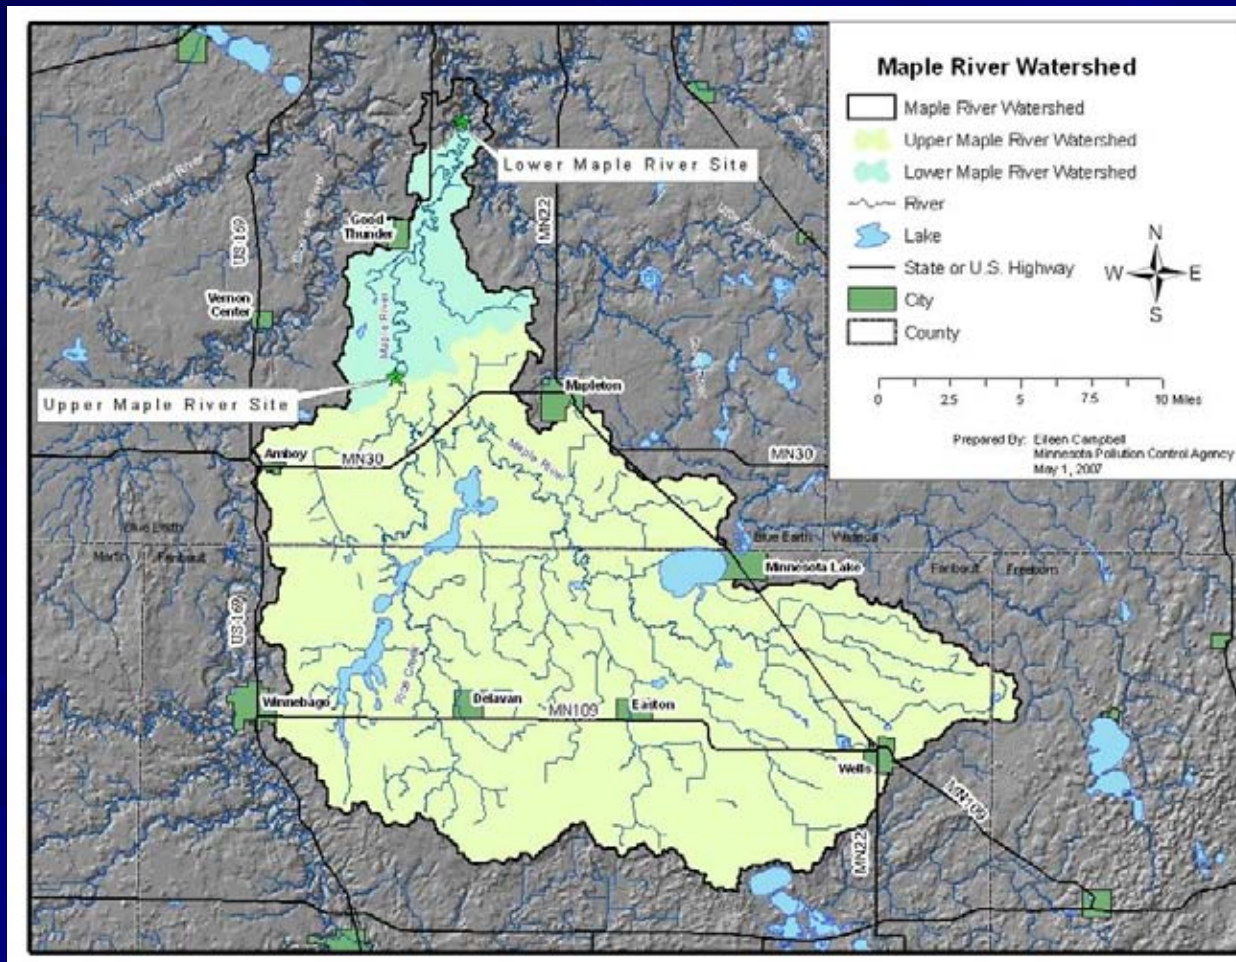 Maple River Watershed
Maple River Watershed
Upper Maple River Watershed
Lower Maple River Watershed
River
Lake
State or U.S. Highway
City
County
N
W E
S
0 2.5 5 7.5 10 Miles
Prepared By: Eileen Campbell
Minnesota Pollution Control Agency
May 1, 2007
Lower Maple River Site
Watonwan River
Good
Thunder
MN22
US 169
Vernon
Center
Maple River
Upper Maple River Site
Mapleton
Amboy
MN30
Maple River
MN30
Blue Earth
Martin
Faribault
Blue Earth
Waseca
Minnesota Lake
Faribault
Freeborn
US 169
Winnebago
Rice Creek
Delavan
MN109
Easton
Wells
MN109
MN22